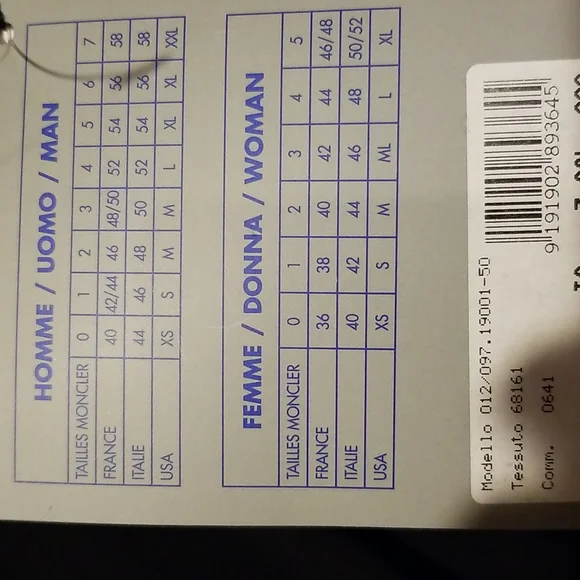 HOMME / UOMO / MAN
TAILLES MONCLER 0 1 2 3 4 5 6 7
FRANCE 40 42/44 46 48/50 52 54 56 58
ITALIE 44 46 48 50 52 54 56 58
USA XS S M M L XL XL XXL
FEMME / DONNA / WOMAN
TAILLES MONCLER 0 1 2 3 4 5
FRANCE 36 38 40 42 44 46/48
ITALIE 40 42 44 46 48 50/52
USA XS S M ML L XL
9 191902 893645
Modello 012/097.19001-50
Tessuto 68161
Comm. 0641